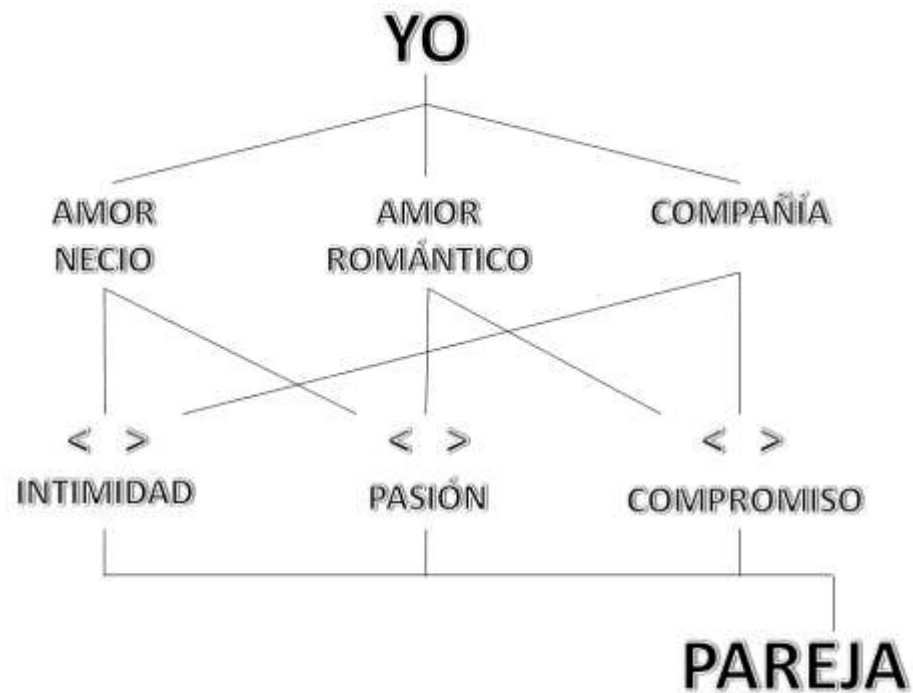 YO
AMOR
NECIO
AMOR
ROMÁNTICO
COMPAÑÍA
< >
INTIMIDAD
< >
PASIÓN
< >
COMPROMISO
PAREJA